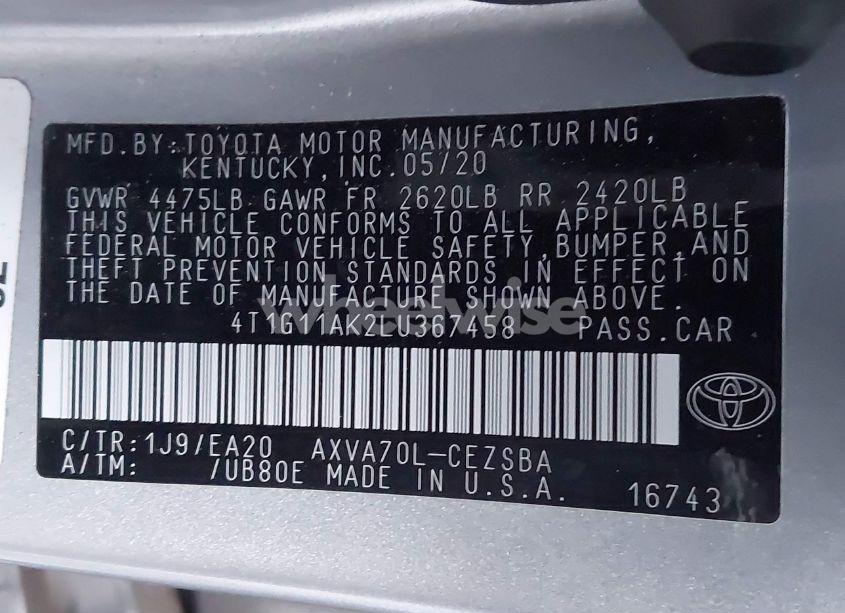 MFD.BY:TOYOTA MOTOR MANUFACTURING,
KENTUCKY,INC.05/20
GVWR 4475LB GAWR FR 2620LB RR 2420LB
THIS VEHICLE CONFORMS TO ALL APPLICABLE
FEDERAL MOTOR VEHICLE SAFETY,BUMPER,AND
THEFT PREVENTION STANDARDS IN EFFECT ON
THE DATE OF MANUFACTURE SHOWN ABOVE.
wheelwise
4T1G11AK2LU367458 PASS.CAR
C/TR:1J9/EA20 AXVA70L-CEZSBA
A/TM: /UB80E MADE IN U.S.A. 16743